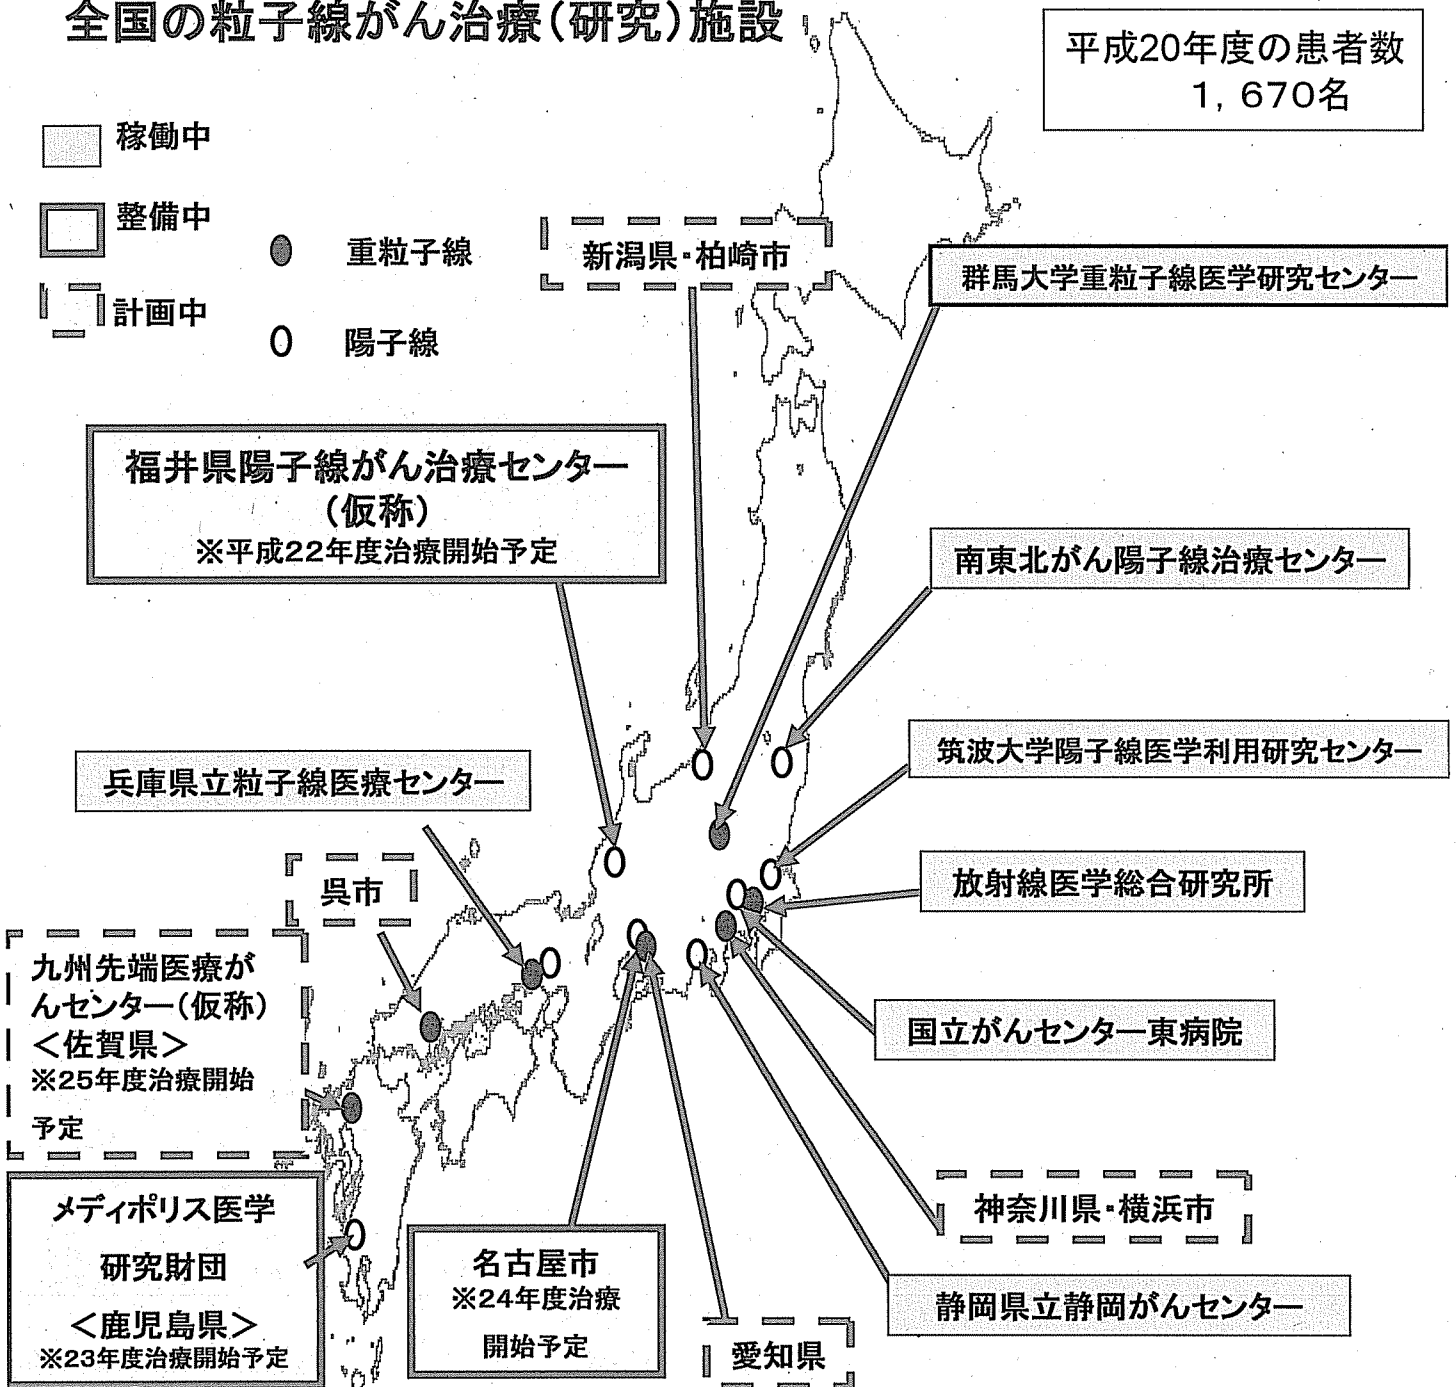 全国の粒子線がん治療(研究)施設
平成20年度の患者数
1,670名
稼働中
整備中
計画中
重粒子線
陽子線
新潟県・柏崎市
群馬大学重粒子線医学研究センター
福井県陽子線がん治療センター
(仮称)
※平成22年度治療開始予定
南東北がん陽子線治療センター
筑波大学陽子線医学利用研究センター
兵庫県立粒子線医療センター
放射線医学総合研究所
呉市
九州先端医療が
んセンター(仮称)
<佐賀県>
※25年度治療開始
予定
国立がんセンター東病院
神奈川県・横浜市
メディポリス医学
研究財団
<鹿児島県>
※23年度治療開始予定
名古屋市
※24年度治療
開始予定
静岡県立静岡がんセンター
愛知県